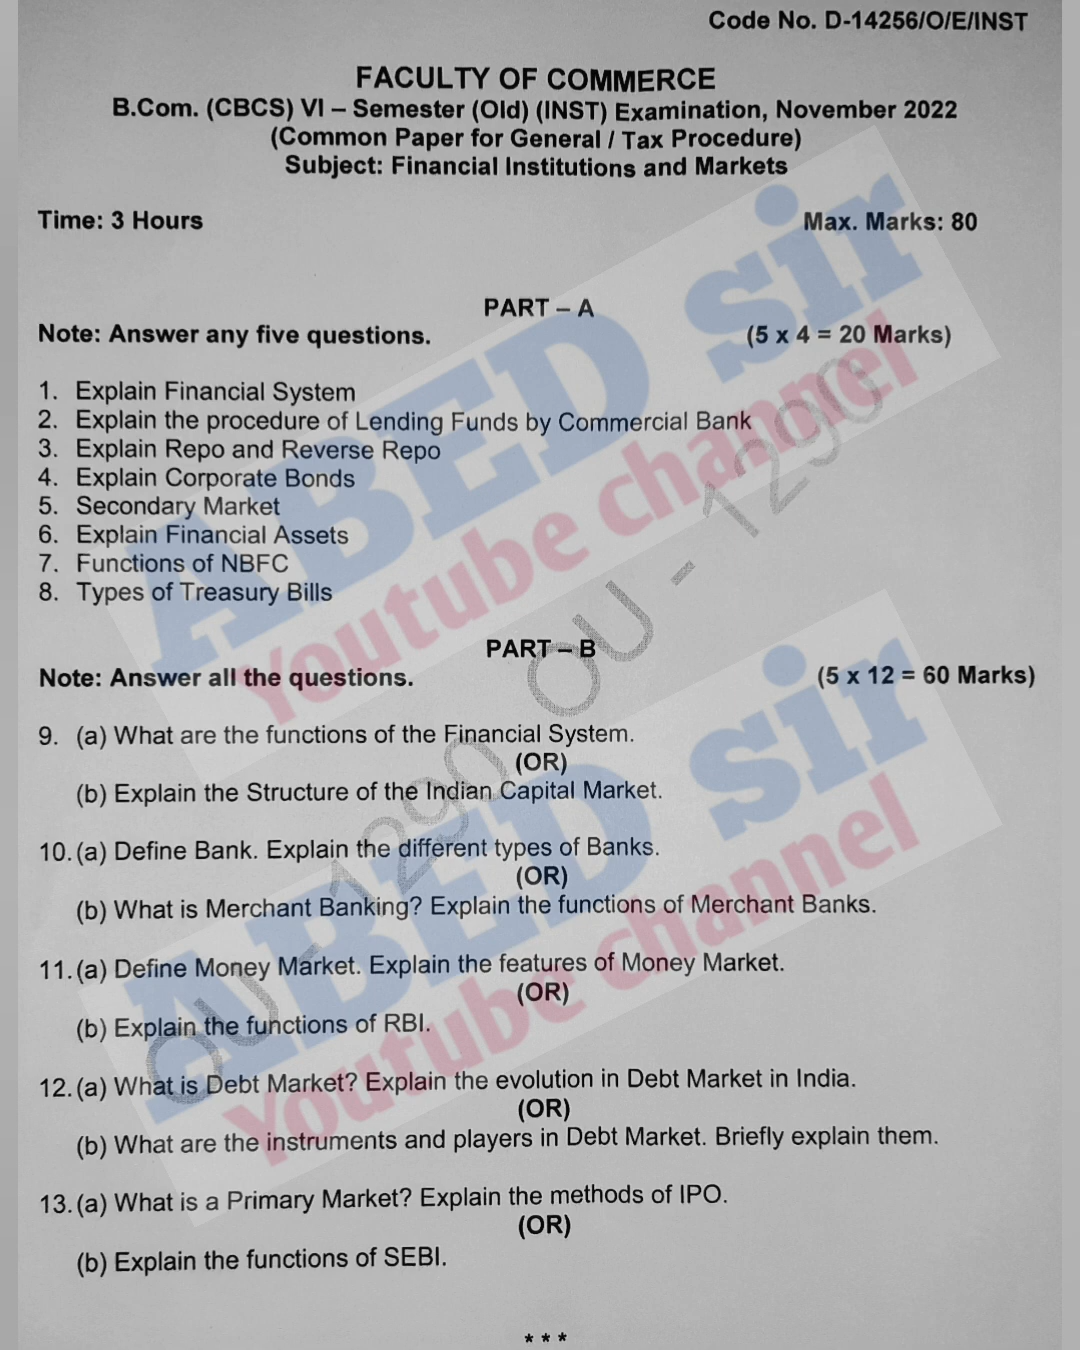 Code No. D-14256/O/E/INST
FACULTY OF COMMERCE
B.Com. (CBCS) VI – Semester (Old) (INST) Examination, November 2022
(Common Paper for General / Tax Procedure)
Subject: Financial Institutions and Markets
Time: 3 Hours Max. Marks: 80
PART – A
Note: Answer any five questions. (5 x 4 = 20 Marks)
1. Explain Financial System
2. Explain the procedure of Lending Funds by Commercial Bank
3. Explain Repo and Reverse Repo
4. Explain Corporate Bonds
5. Secondary Market
6. Explain Financial Assets
7. Functions of NBFC
8. Types of Treasury Bills
PART – B
Note: Answer all the questions. (5 x 12 = 60 Marks)
9. (a) What are the functions of the Financial System.
(OR)
(b) Explain the Structure of the Indian Capital Market.
10. (a) Define Bank. Explain the different types of Banks.
(OR)
(b) What is Merchant Banking? Explain the functions of Merchant Banks.
11. (a) Define Money Market. Explain the features of Money Market.
(OR)
(b) Explain the functions of RBI.
12. (a) What is Debt Market? Explain the evolution in Debt Market in India.
(OR)
(b) What are the instruments and players in Debt Market. Briefly explain them.
13. (a) What is a Primary Market? Explain the methods of IPO.
(OR)
(b) Explain the functions of SEBI.
* * *
ABED sir
Youtube channel
ABED sir
Youtube channel
OU - 1290 OU - 1290